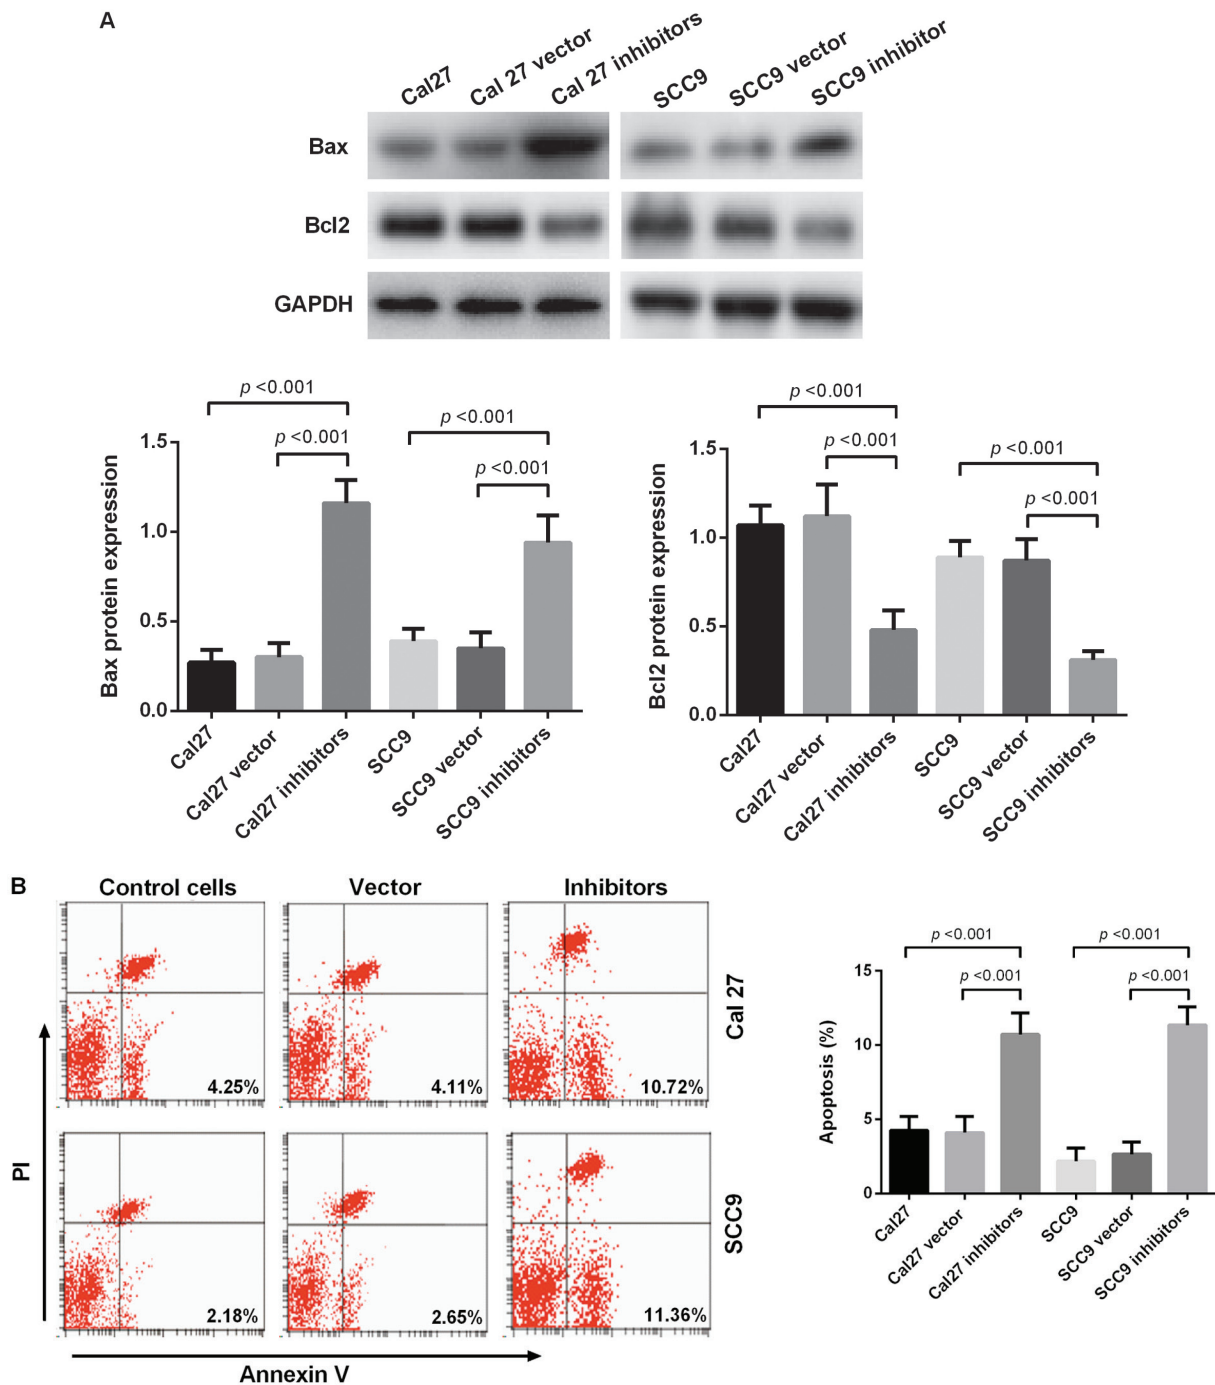 A
Cal27
Cal 27 vector
Cal 27 inhibitors
SCC9
SCC9 vector
SCC9 inhibitor
Bax
Bcl2
GAPDH
p <0.001
p <0.001
p <0.001
p <0.001
1.5
1.0
0.5
0.0
Bax protein expression
Cal27
Cal27 vector
Cal27 inhibitors
SCC9
SCC9 vector
SCC9 inhibitors
p <0.001
p <0.001
p <0.001
p <0.001
1.5
1.0
0.5
0.0
Bcl2 protein expression
Cal27
Cal27 vector
Cal27 inhibitors
SCC9
SCC9 vector
SCC9 inhibitors
B
Control cells
Vector
Inhibitors
4.25%
4.11%
10.72%
Cal 27
2.18%
2.65%
11.36%
SCC9
PI
Annexin V
p <0.001
p <0.001
p <0.001
p <0.001
15
10
5
0
Apoptosis (%)
Cal27
Cal27 vector
Cal27 inhibitors
SCC9
SCC9 vector
SCC9 inhibitors